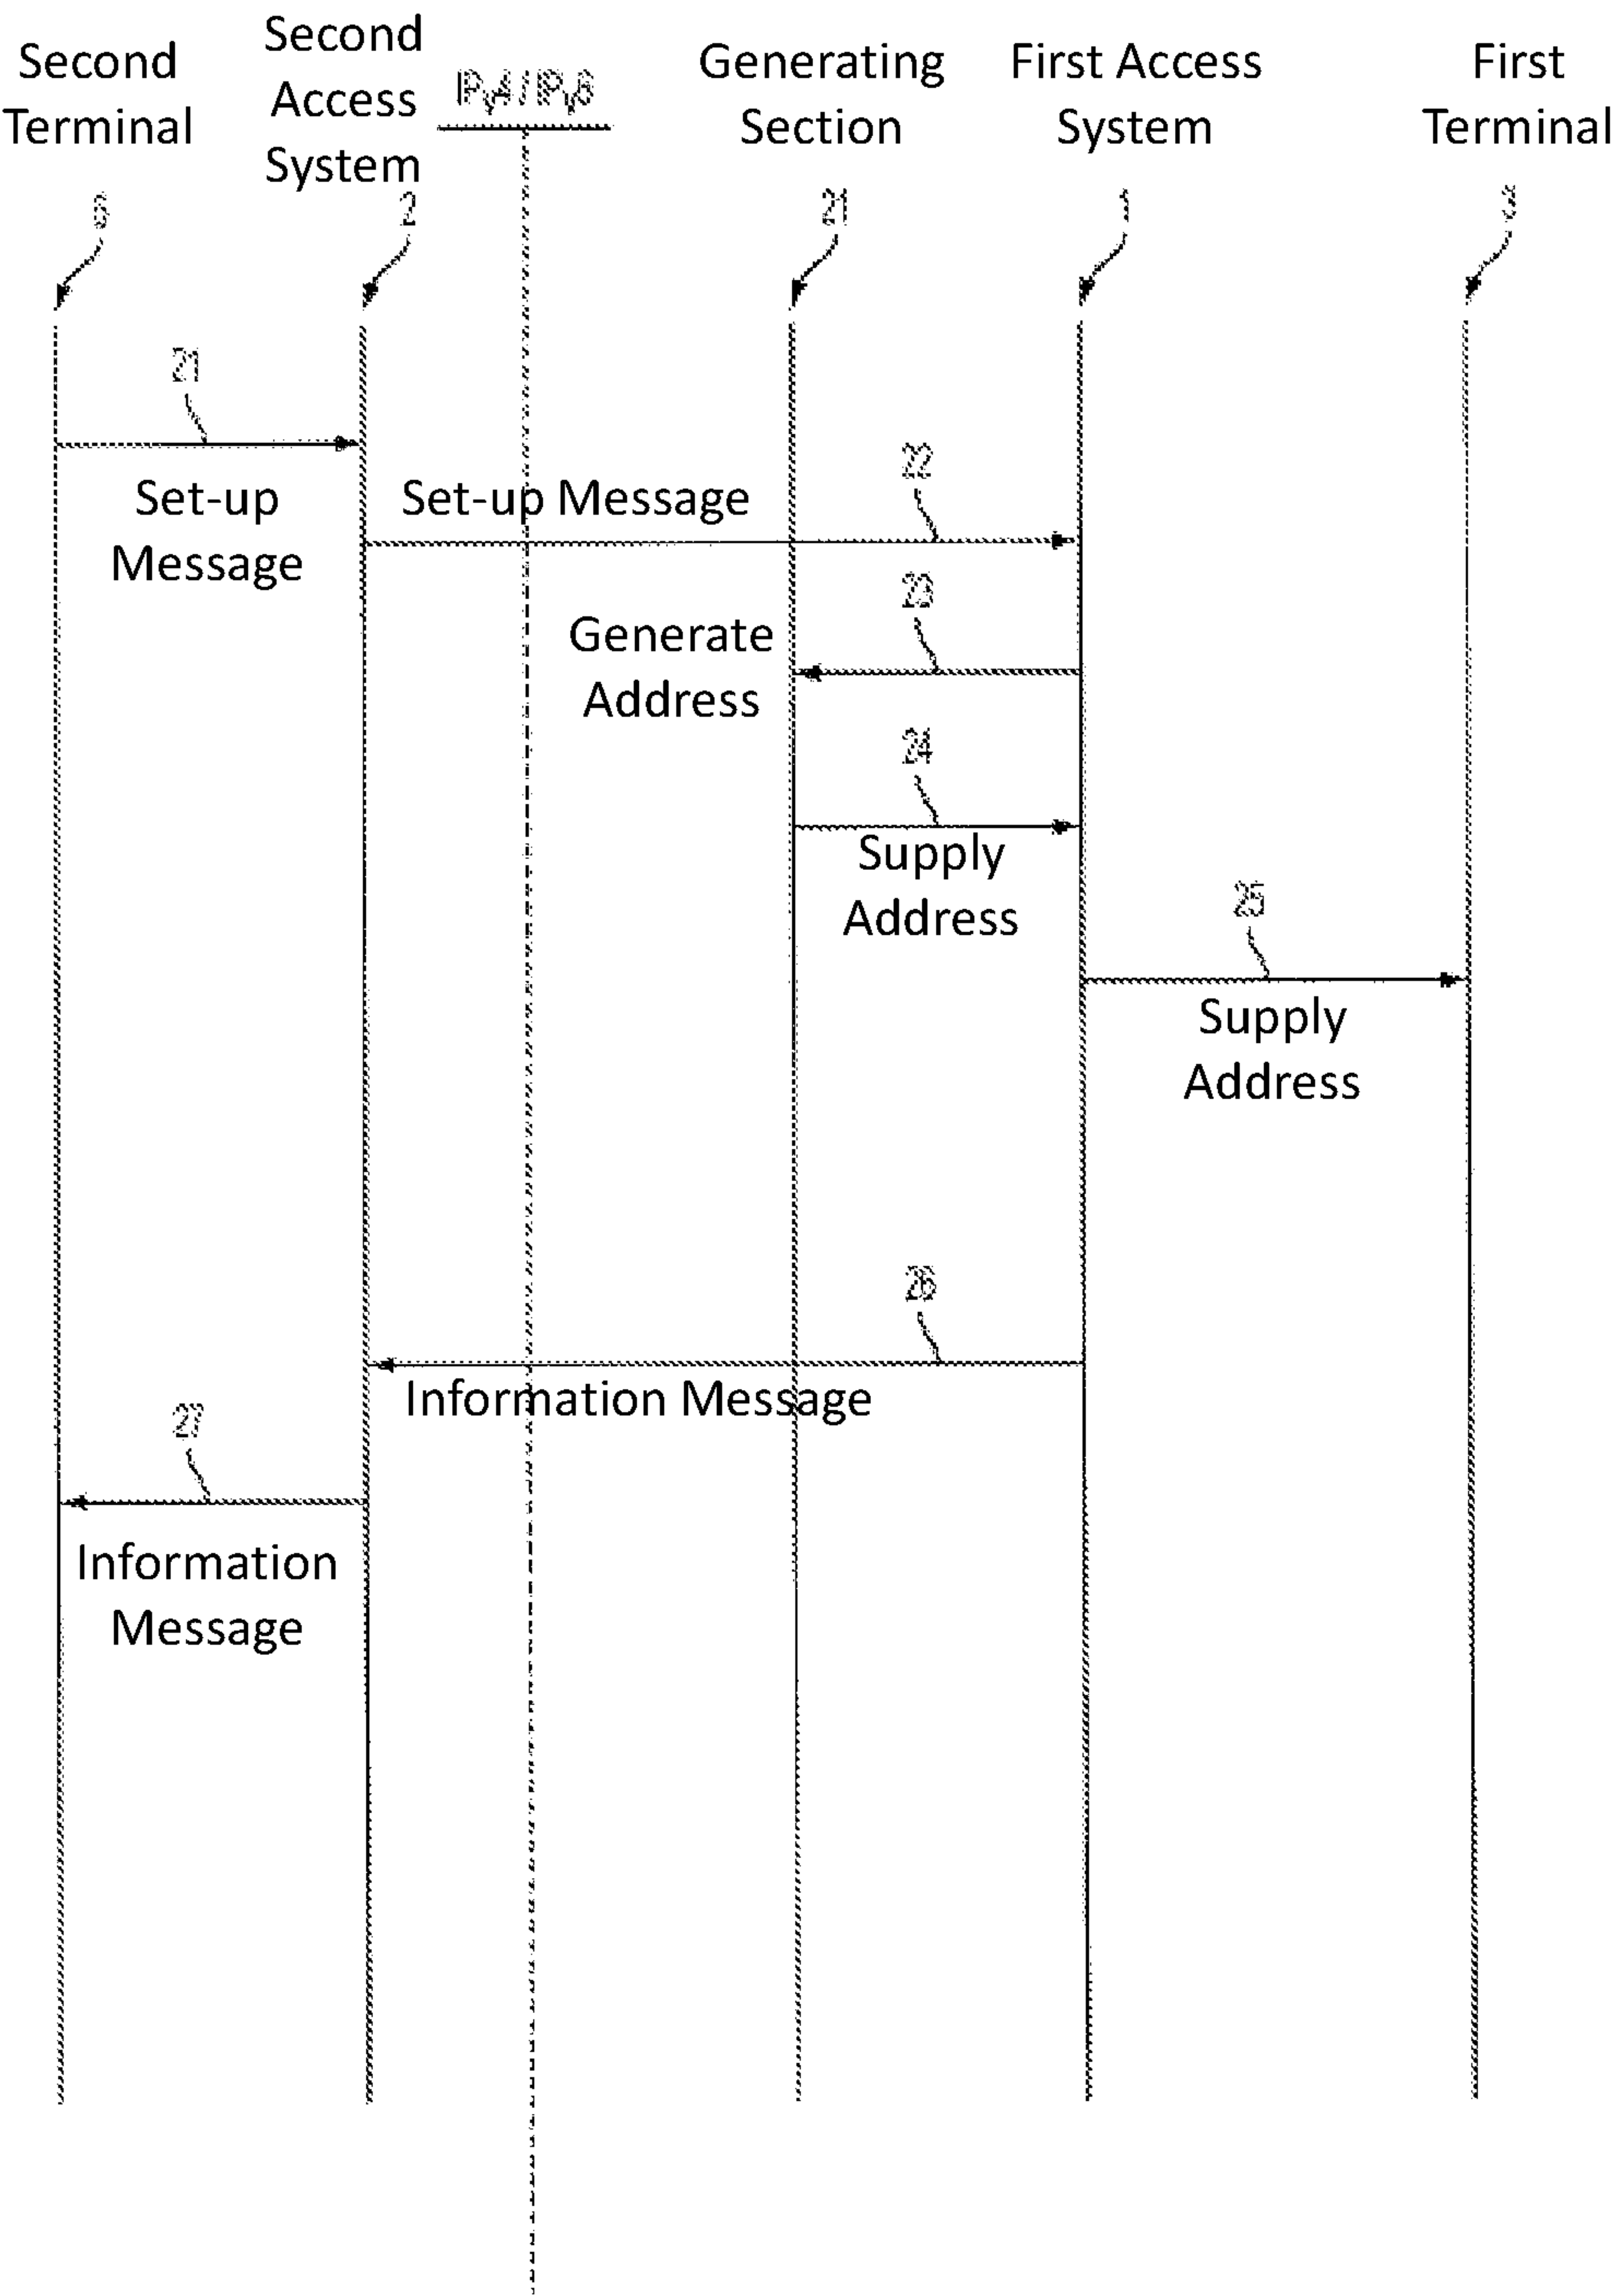 Second
Terminal
Second
Access
System
IPv4 / IPv6
Generating
Section
First Access
System
First
Terminal
6
2
21
1
3
21
Set-up
Message
22
Set-up Message
23
Generate
Address
24
Supply
Address
25
Supply
Address
26
Information Message
27
Information
Message